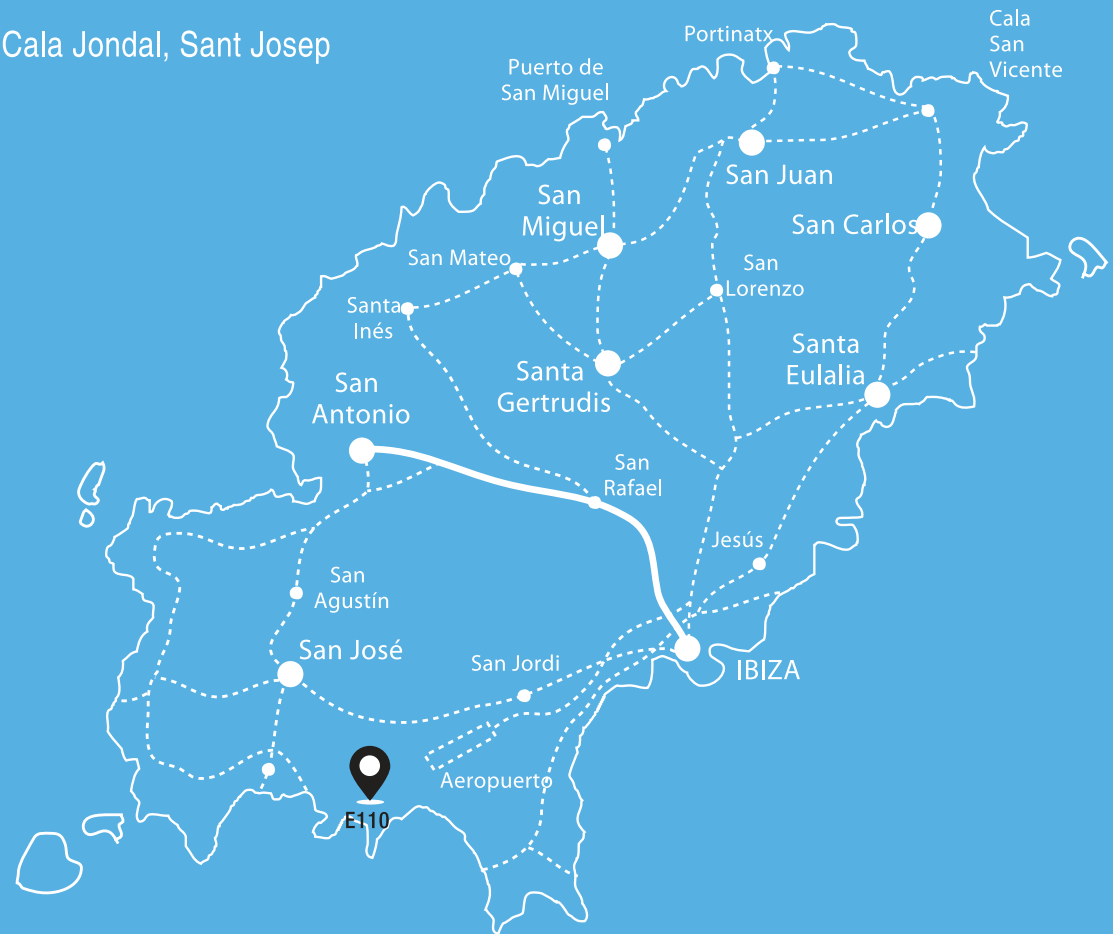 Cala Jondal, Sant Josep
Portinatx
Cala
San
Vicente
Puerto de
San Miguel
San Juan
San
Miguel
San Carlos
San Mateo
San
Lorenzo
Santa
Inés
Santa
Eulalia
San
Antonio
Santa
Gertrudis
San
Rafael
Jesús
San
Agustín
San José
San Jordi
IBIZA
Aeropuerto
E110